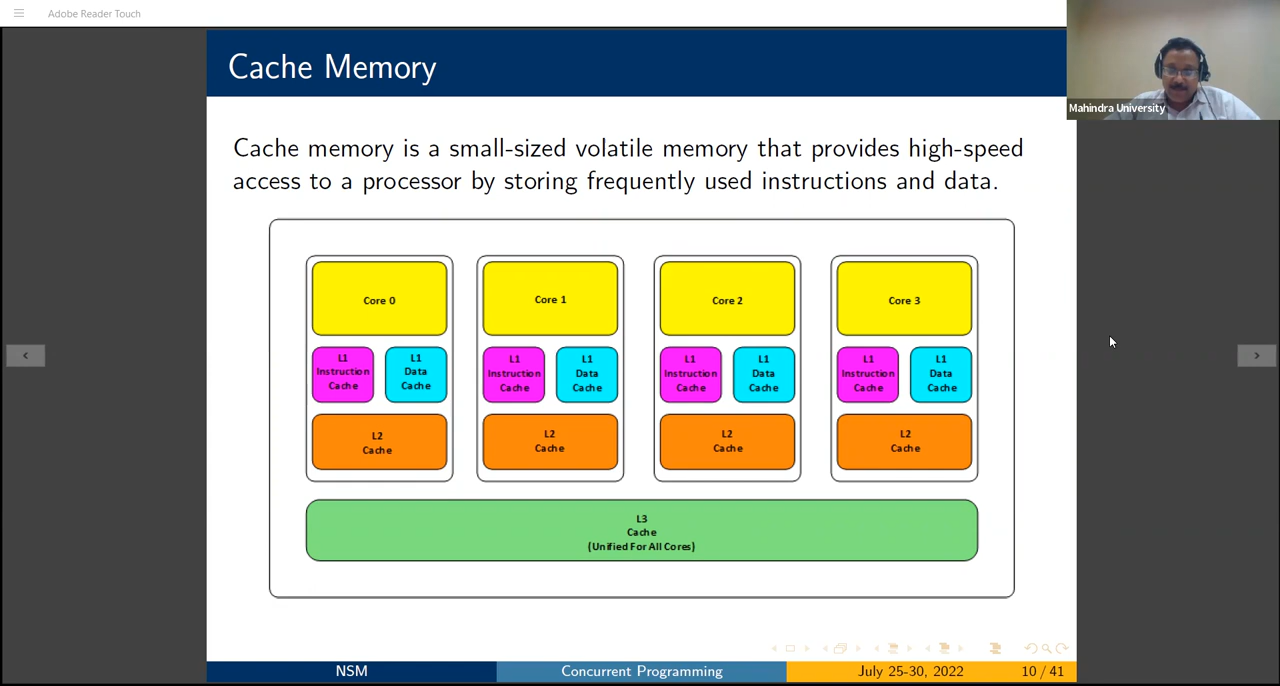 Adobe Reader Touch
Cache Memory
Mahindra University
Cache memory is a small-sized volatile memory that provides high-speed
access to a processor by storing frequently used instructions and data.
Core 0
Core 1
Core 2
Core 3
L1
Instruction
Cache
L1
Data
Cache
L1
Instruction
Cache
L1
Data
Cache
L1
Instruction
Cache
L1
Data
Cache
L1
Instruction
Cache
L1
Data
Cache
L2
Cache
L2
Cache
L2
Cache
L2
Cache
L3
Cache
(Unified For All Cores)
NSM
Concurrent Programming
July 25-30, 2022
10 / 41